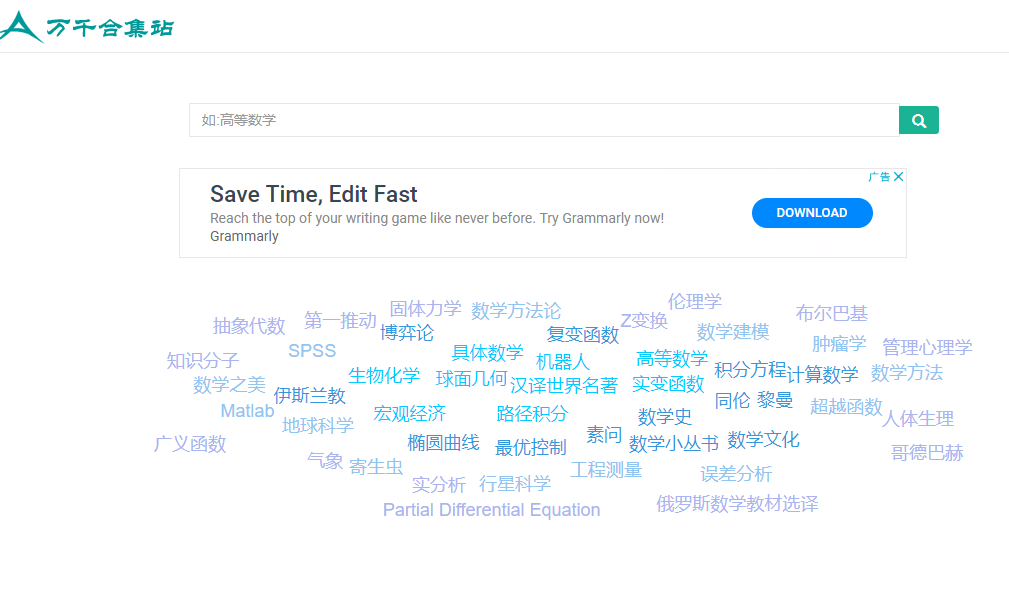 万千合集站
如:高等数学
广告
Save Time, Edit Fast
Reach the top of your writing game like never before. Try Grammarly now!
Grammarly
DOWNLOAD
伦理学
固体力学 数学方法论
布尔巴基
抽象代数 第一推动 Z变换
博弈论 复变函数 数学建模
肿瘤学 管理心理学
SPSS 具体数学
知识分子 机器人 高等数学
积分方程 计算数学 数学方法
生物化学 球面几何
数学之美 汉译世界名著 实变函数
伊斯兰教 同伦 黎曼
Matlab 宏观经济 路径积分 数学史 超越函数 人体生理
地球科学
广义函数 椭圆曲线 最优控制 素问 数学小丛书 数学文化
哥德巴赫
气象 寄生虫 工程测量 误差分析
实分析 行星科学
Partial Differential Equation 俄罗斯数学教材选译